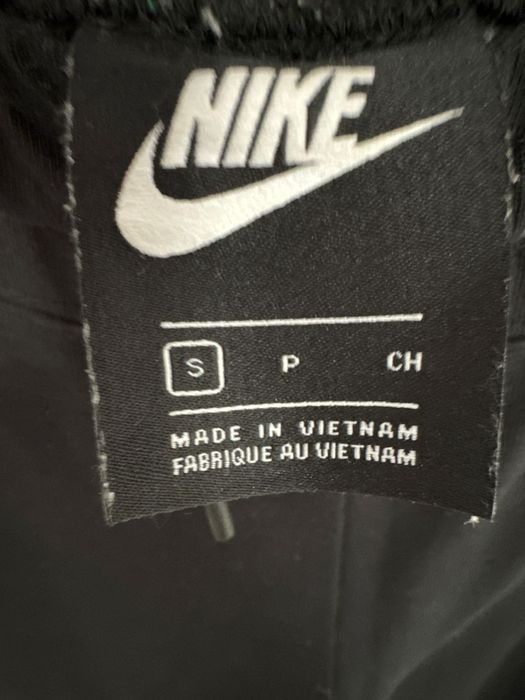 NIKE
S P CH
MADE IN VIETNAM
FABRIQUE AU VIETNAM